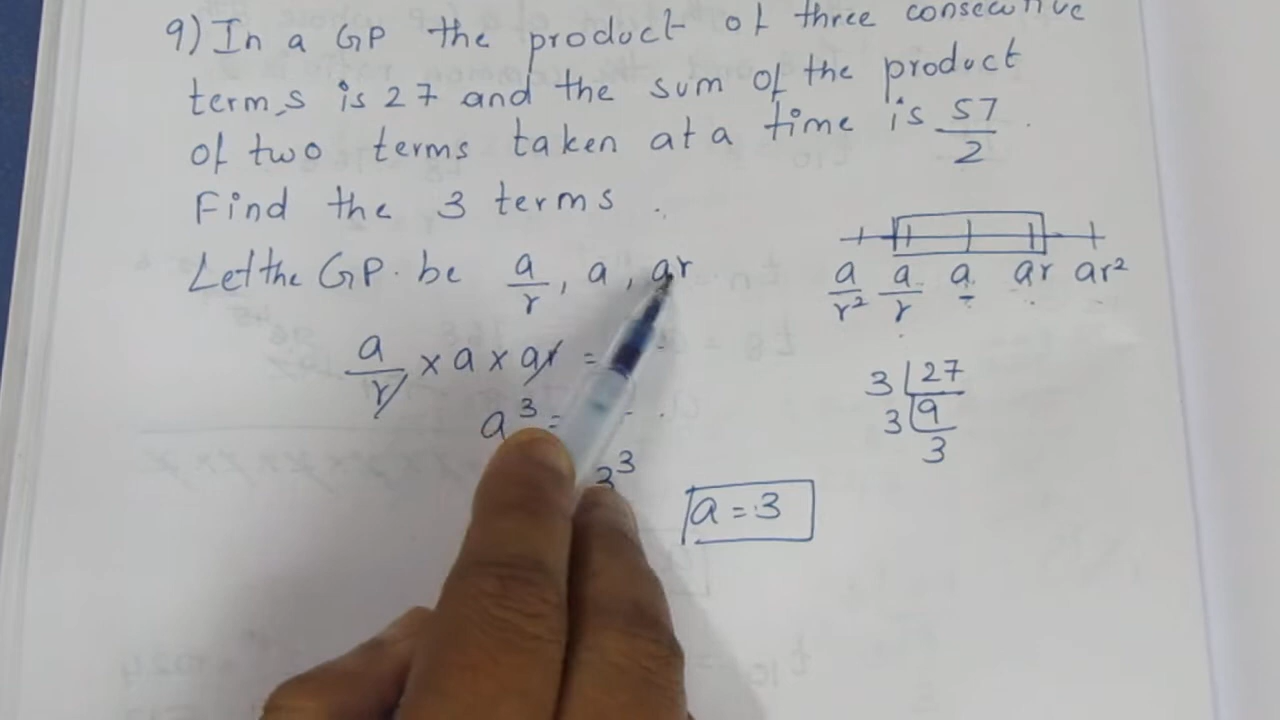 9) In a GP the product of three consecutive
terms is 27 and the sum of the product
of two terms taken at a time is 57/2.
Find the 3 terms.
Let the GP. be a/r, a, ar
a/r² a/r a ar ar²
a/r × a × ar =
a³ =
3³
a = 3
3 | 27
3 | 9
3